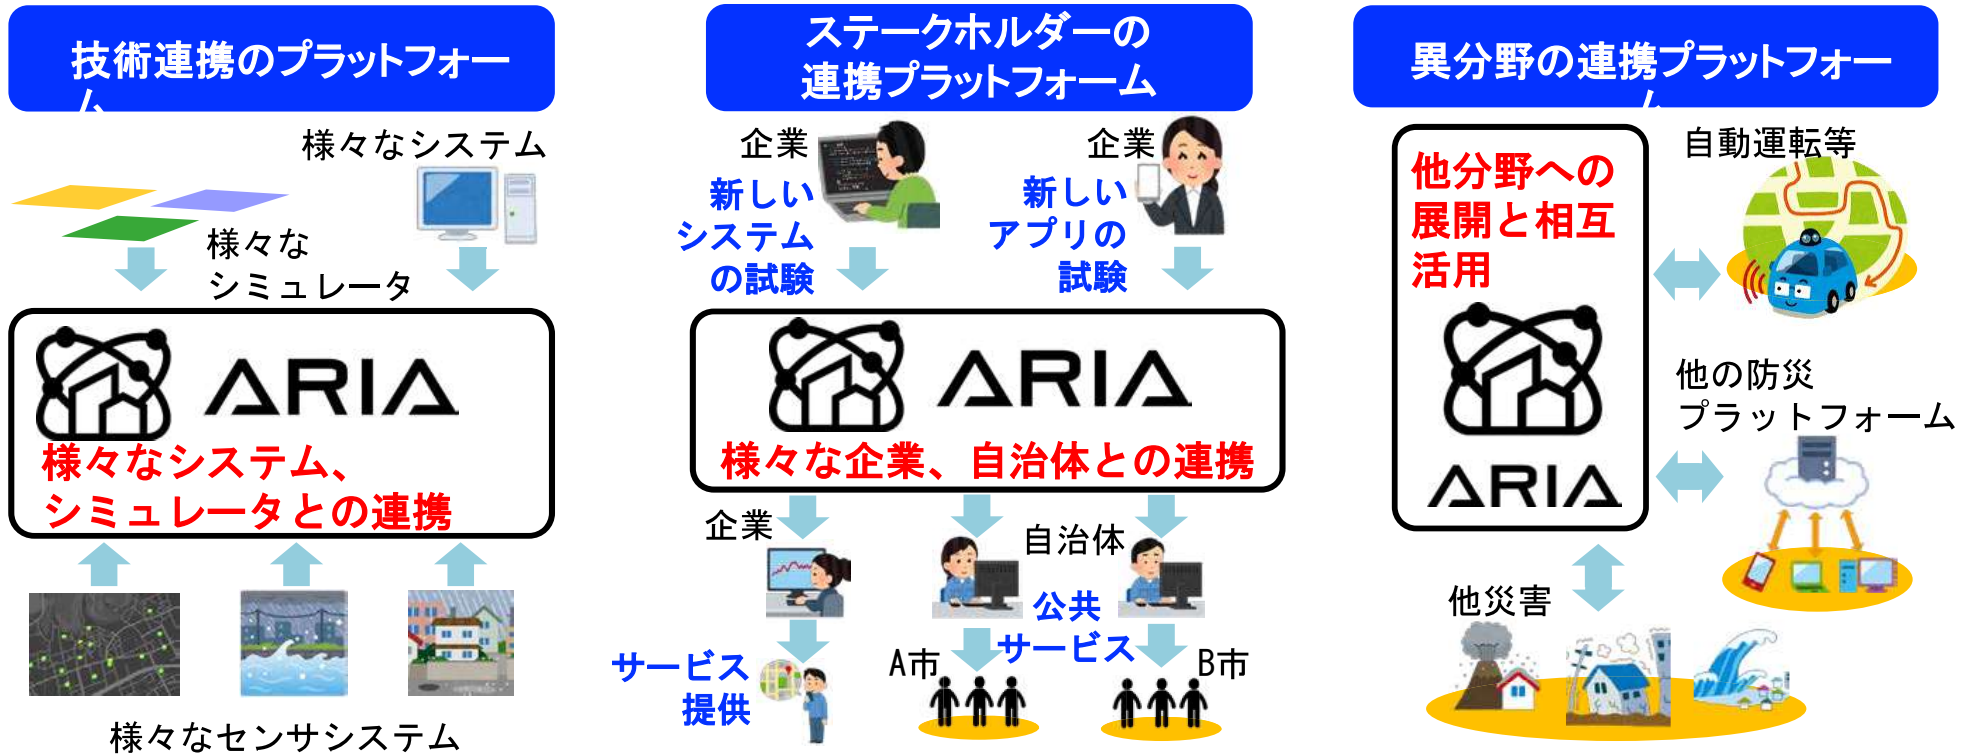 技術連携のプラットフォー
ム
様々なシステム
様々な
シミュレータ
ARIA
様々なシステム、
シミュレータとの連携
様々なセンサシステム
ステークホルダーの
連携プラットフォーム
企業
新しい
システム
の試験
企業
新しい
アプリの
試験
ARIA
様々な企業、自治体との連携
企業
自治体
公共
サービス
サービス
提供
A市
B市
異分野の連携プラットフォー
ム
他分野への
展開と相互
活用
ARIA
自動運転等
他の防災
プラットフォーム
他災害